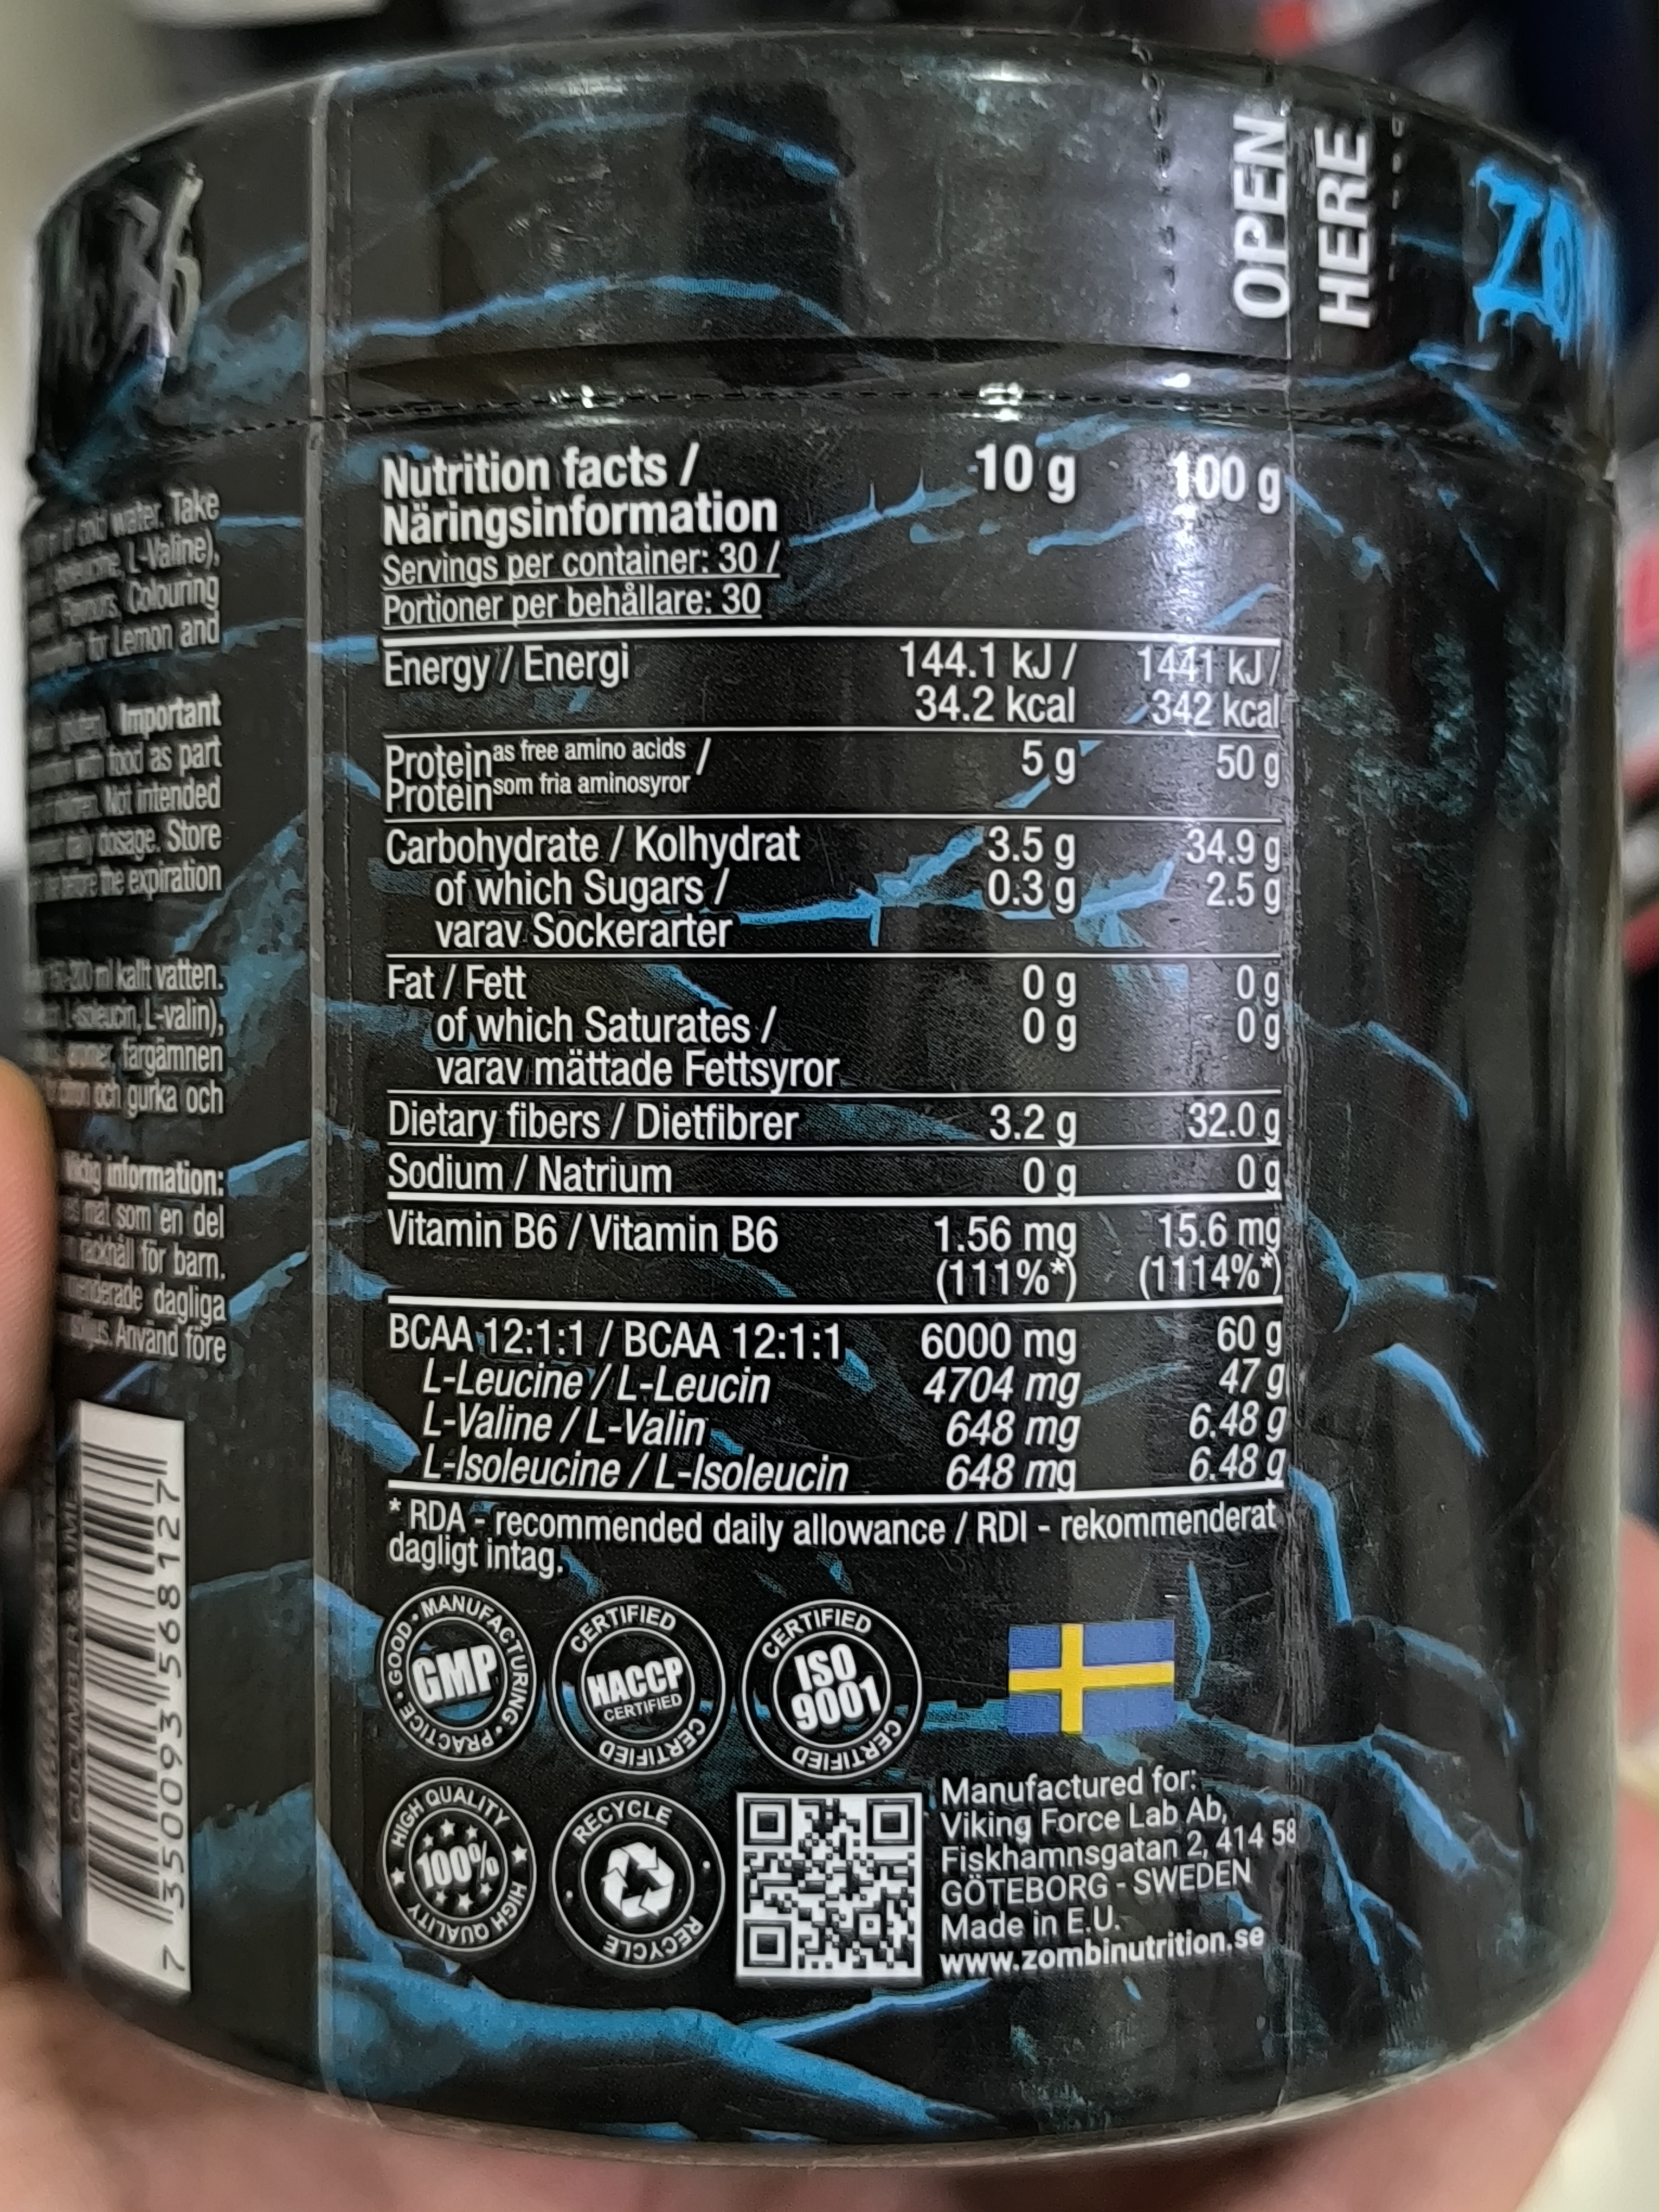 B6
OPEN
HERE
cold water. Take
L-Valine),
Flavours, Colouring
for Lemon and
Important
with food as part
Not intended
daily dosage. Store
before the expiration
ml kallt vatten.
L-isoleucin, L-valin),
färgämnen
och gurka och
information:
mat som en del
räckhåll för barn.
dagliga
Använd före
CUCUMBER & LIME
7 350093 568127
Nutrition facts / 10 g 100 g
Näringsinformation
Servings per container: 30 /
Portioner per behållare: 30
Energy / Energi 144.1 kJ / 1441 kJ/
34.2 kcal 342 kcal
Protein as free amino acids / 5 g 50 g
Protein som fria aminosyror
Carbohydrate / Kolhydrat 3.5 g 34.9 g
of which Sugars / 0.3 g 2.5 g
varav Sockerarter
Fat / Fett 0 g 0 g
of which Saturates / 0 g 0 g
varav mättade Fettsyror
Dietary fibers / Dietfibrer 3.2 g 32.0 g
Sodium / Natrium 0 g 0 g
Vitamin B6 / Vitamin B6 1.56 mg 15.6 mg
(111%*) (1114%*)
BCAA 12:1:1 / BCAA 12:1:1 6000 mg 60 g
L-Leucine / L-Leucin 4704 mg 47 g
L-Valine / L-Valin 648 mg 6.48 g
L-Isoleucine / L-Isoleucin 648 mg 6.48 g
* RDA - recommended daily allowance / RDI - rekommenderat
dagligt intag.
GOOD • MANUFACTURING • PRACTICE •
GMP
CERTIFIED
HACCP
CERTIFIED
CERTIFIED
CERTIFIED
ISO
9001
CERTIFIED
HIGH QUALITY
100%
HIGH QUALITY
RECYCLE
RECYCLE
Manufactured for:
Viking Force Lab Ab,
Fiskhamnsgatan 2, 414 58
GÖTEBORG - SWEDEN
Made in E.U.
www.zombinutrition.se